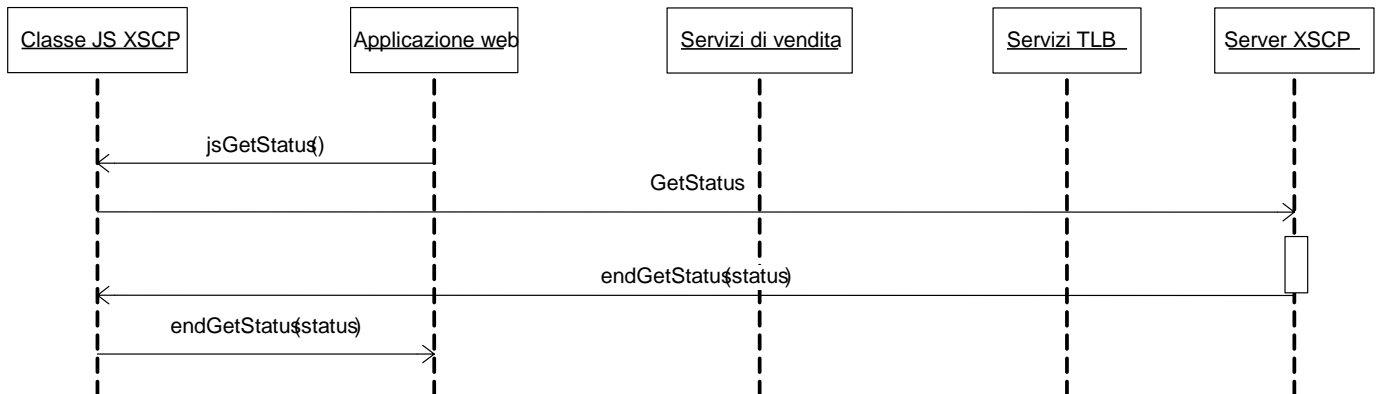 Classe JS XSCP
Applicazione web
Servizi di vendita
Servizi TLB
Server XSCP
jsGetStatus()
GetStatus
endGetStatus(status)
endGetStatus(status)